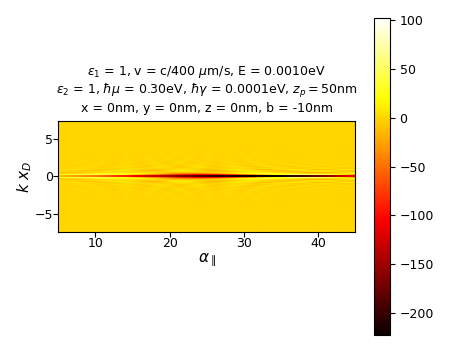 ε₁ = 1, v = c/400 μm/s, E = 0.0010eV
ε₂ = 1, ħμ = 0.30eV, ħγ = 0.0001eV, zₚ = 50nm
x = 0nm, y = 0nm, z = 0nm, b = -10nm
100
50
0
−50
−100
−150
−200
5
0
−5
k x_D
10 20 30 40
α_∥